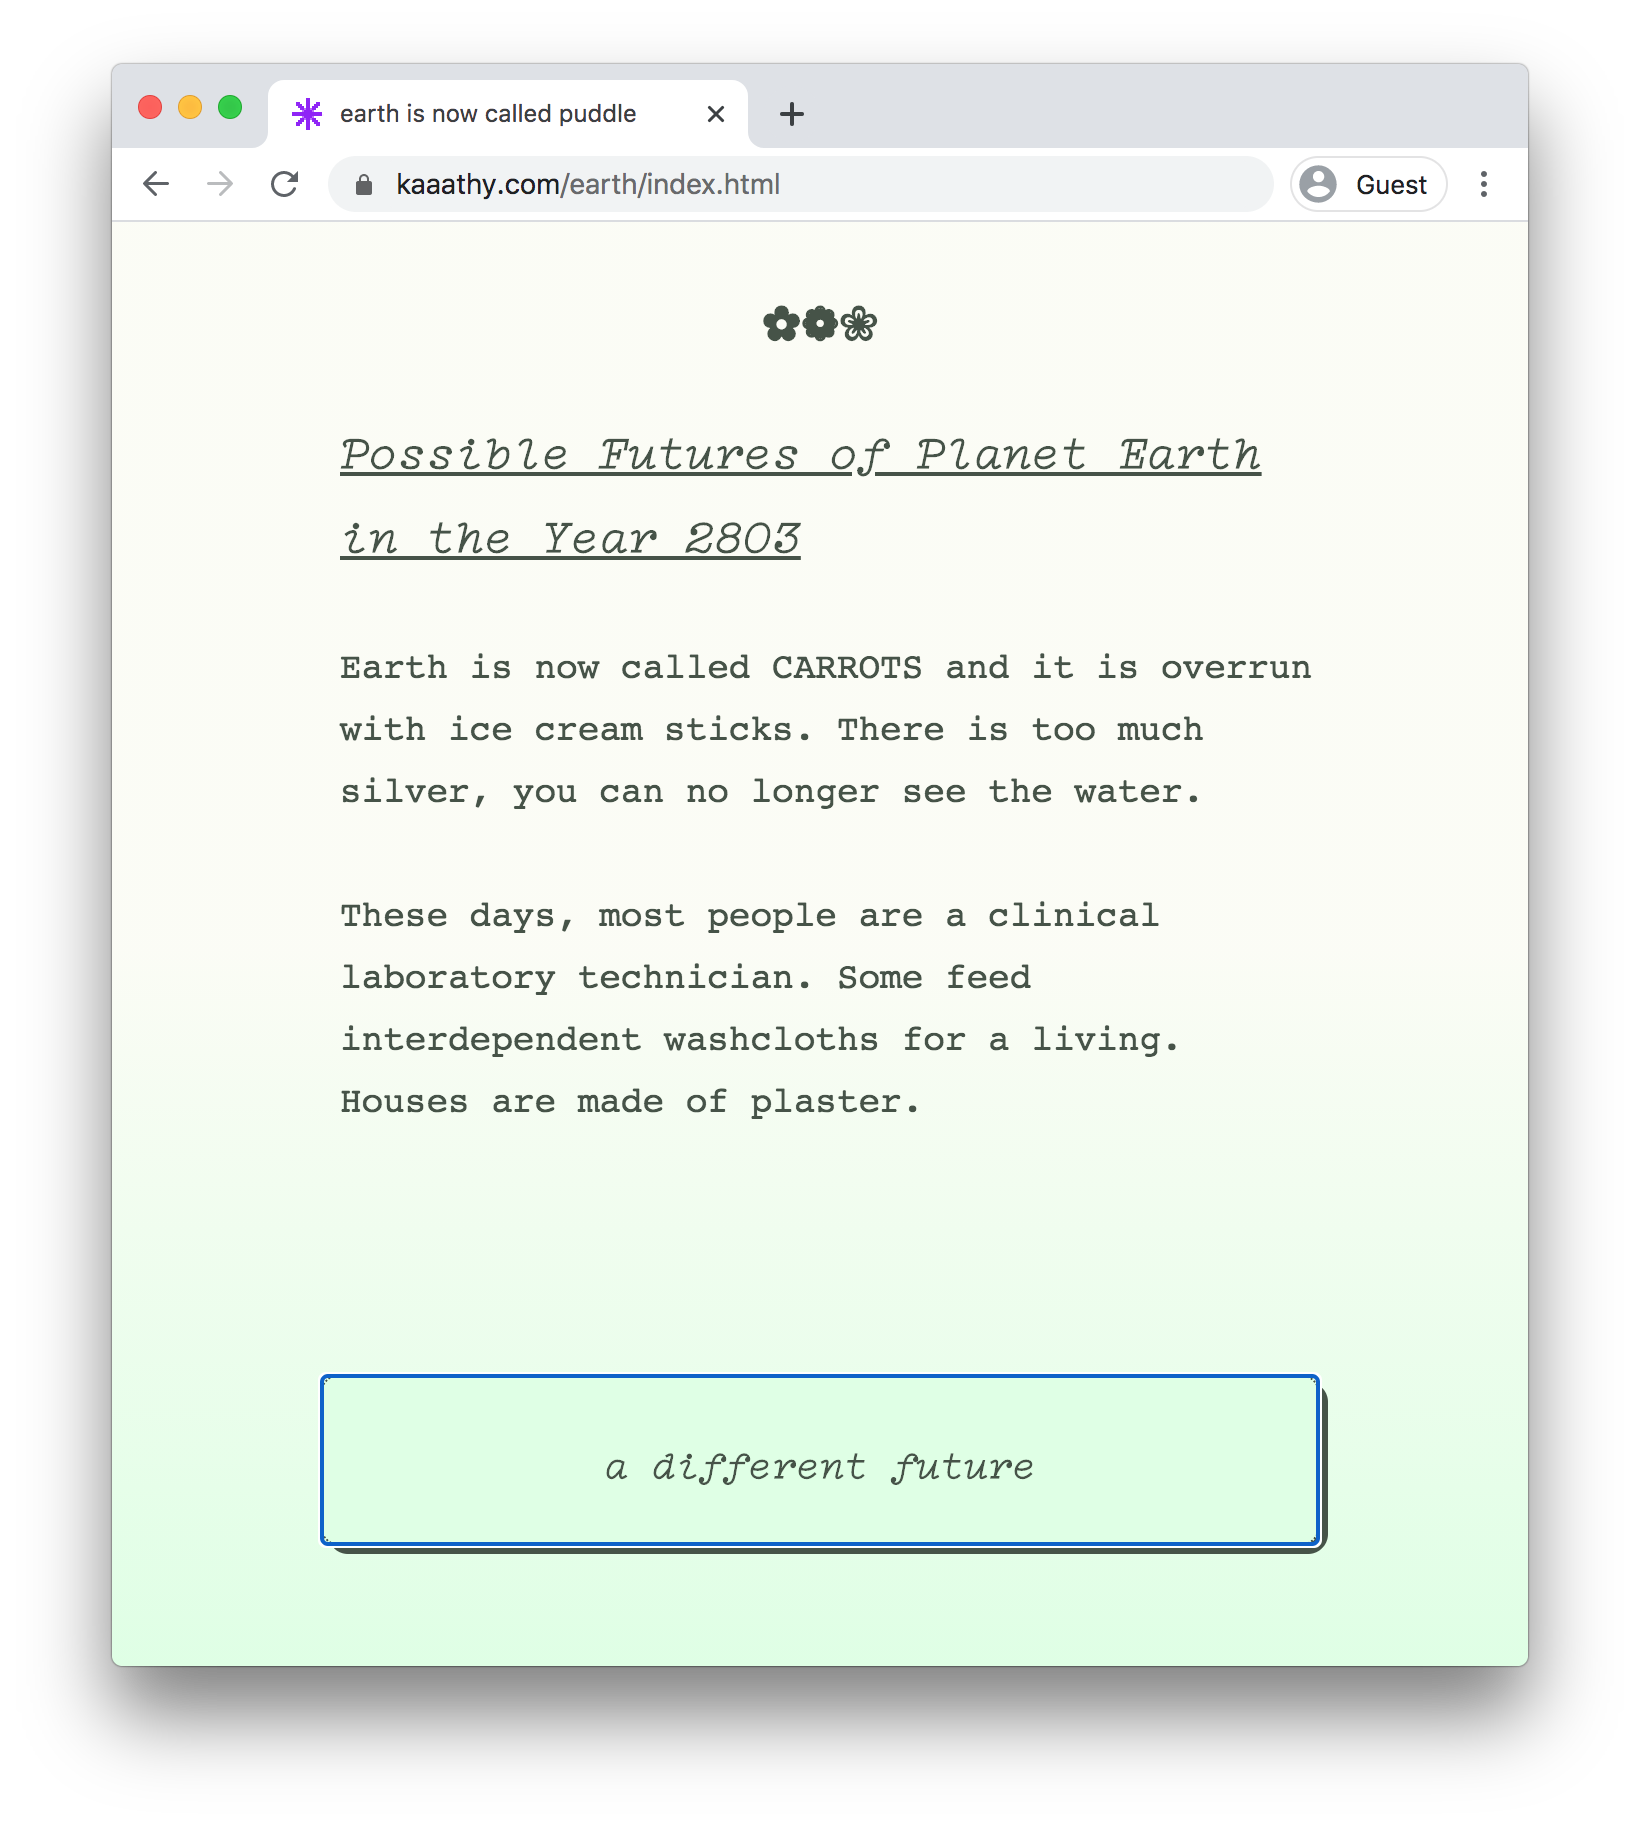 earth is now called puddle
kaaathy.com/earth/index.html
Guest
✿❁❀
Possible Futures of Planet Earth
in the Year 2803
Earth is now called CARROTS and it is overrun
with ice cream sticks. There is too much
silver, you can no longer see the water.
These days, most people are a clinical
laboratory technician. Some feed
interdependent washcloths for a living.
Houses are made of plaster.
a different future